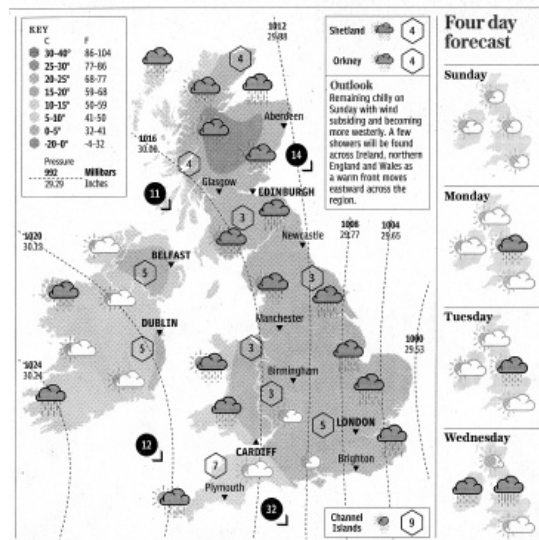 KEY
C F
30-40° 86-104
25-30° 77-86
20-25° 68-77
15-20° 59-68
10-15° 50-59
5-10° 41-50
0-5° 32-41
-20-0° -4-32
Pressure
992 Millibars
29.29 Inches
1012
29.88
Shetland 4
Orkney 4
Outlook
Remaining chilly on
Sunday with wind
subsiding and becoming
more westerly. A few
showers will be found
across Ireland, northern
England and Wales as
a warm front moves
eastward across the
region.
4
Aberdeen
1016
30.00
14
4
Glasgow
EDINBURGH
11
3
Newcastle
1008
29.77
1004
29.65
1020
30.12
BELFAST
5
3
Manchester
DUBLIN
5
3
1000
29.53
1024
30.24
Birmingham
3
5
LONDON
12
CARDIFF
7
Brighton
Plymouth
32
Channel
Islands 9
Four day
forecast
Sunday
Monday
Tuesday
Wednesday